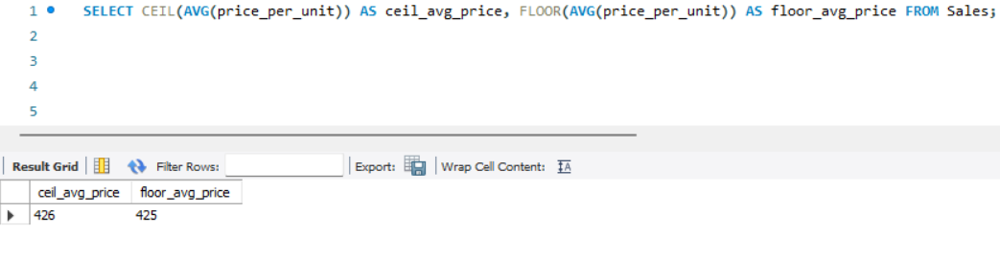 1 SELECT CEIL(AVG(price_per_unit)) AS ceil_avg_price, FLOOR(AVG(price_per_unit)) AS floor_avg_price FROM Sales;
2
3
4
5
Result Grid Filter Rows: Export: Wrap Cell Content: IA
ceil_avg_price floor_avg_price
426 425